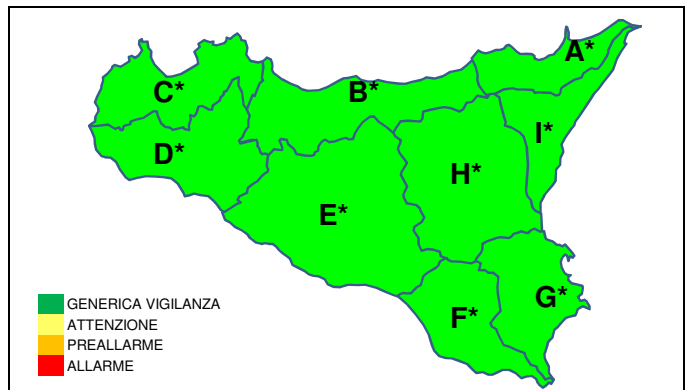 A*
C*
B*
I*
D*
H*
E*
G*
F*
GENERICA VIGILANZA
ATTENZIONE
PREALLARME
ALLARME